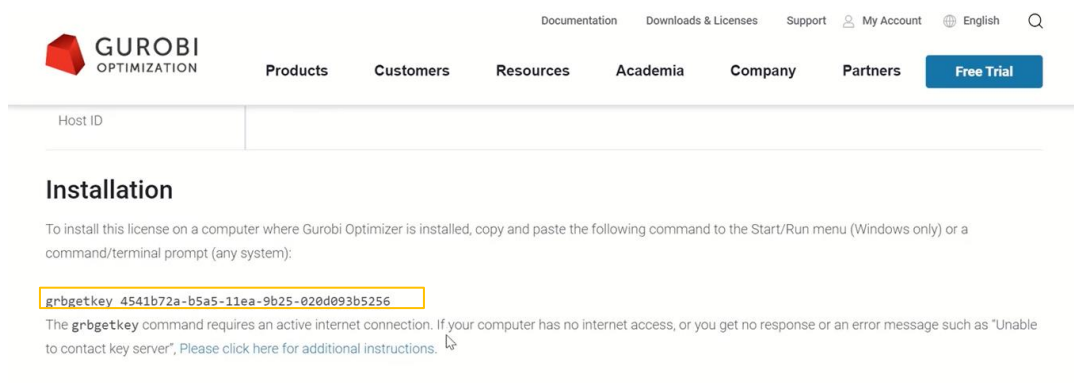 Documentation Downloads & Licenses Support My Account English
GUROBI
OPTIMIZATION
Products Customers Resources Academia Company Partners Free Trial
Host ID
Installation
To install this license on a computer where Gurobi Optimizer is installed, copy and paste the following command to the Start/Run menu (Windows only) or a
command/terminal prompt (any system):
grbgetkey 4541b72a-b5a5-11ea-9b25-020d093b5256
The grbgetkey command requires an active internet connection. If your computer has no internet access, or you get no response or an error message such as “Unable
to contact key server”, Please click here for additional instructions.